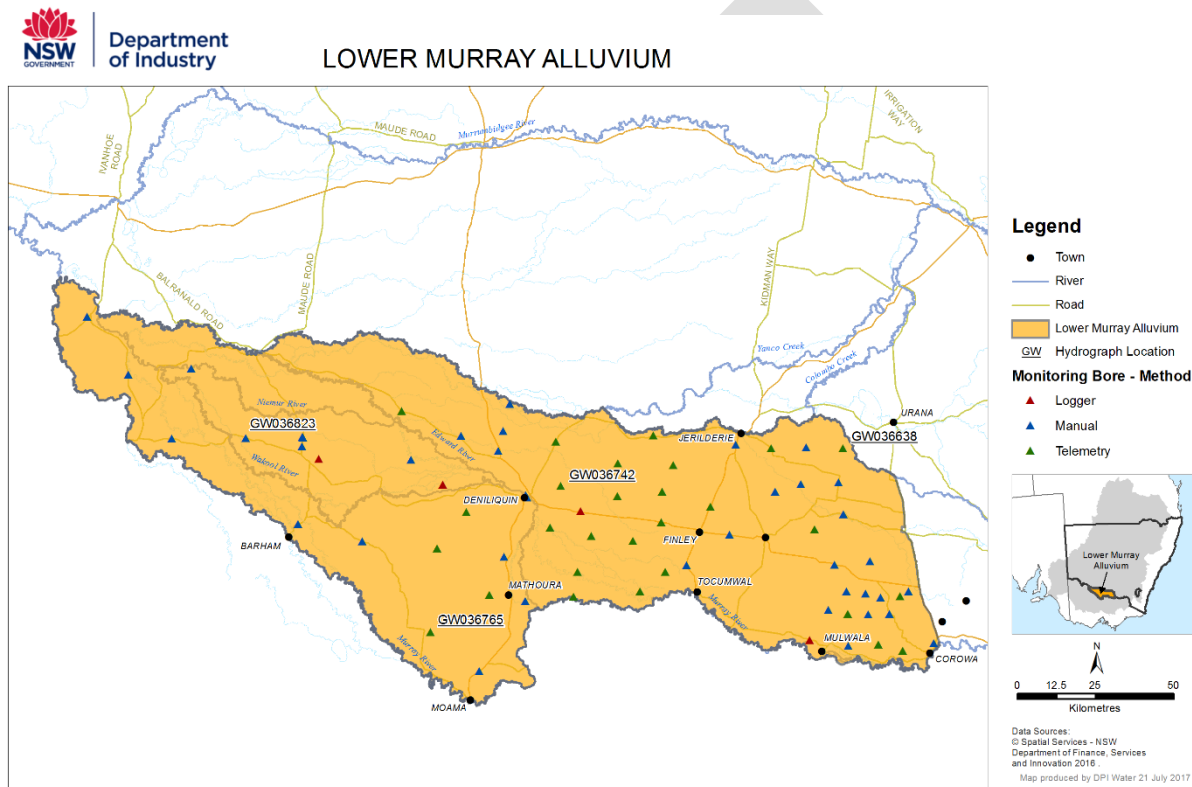 NSW
GOVERNMENT
Department
of Industry
LOWER MURRAY ALLUVIUM
IVANHOE
ROAD
MAUDE ROAD
Murrumbidgee River
IRRIGATION
WAY
BALRANALD ROAD
MAUDE ROAD
KIDMAN WAY
Yanco Creek
Colombo Creek
Niemur River
GW036823
Edward River
Wakool River
URANA
JERILDERIE
GW036638
GW036742
DENILIQUIN
BARHAM
FINLEY
MATHOURA
TOCUMWAL
GW036765
Murray River
Murray River
MULWALA
COROWA
MOAMA
Legend
Town
River
Road
Lower Murray Alluvium
GW Hydrograph Location
Monitoring Bore - Method
Logger
Manual
Telemetry
Lower Murray
Alluvium
N
0 12.5 25 50
Kilometres
Data Sources:
© Spatial Services - NSW
Department of Finance, Services
and Innovation 2016 .
Map produced by DPI Water 21 July 2017